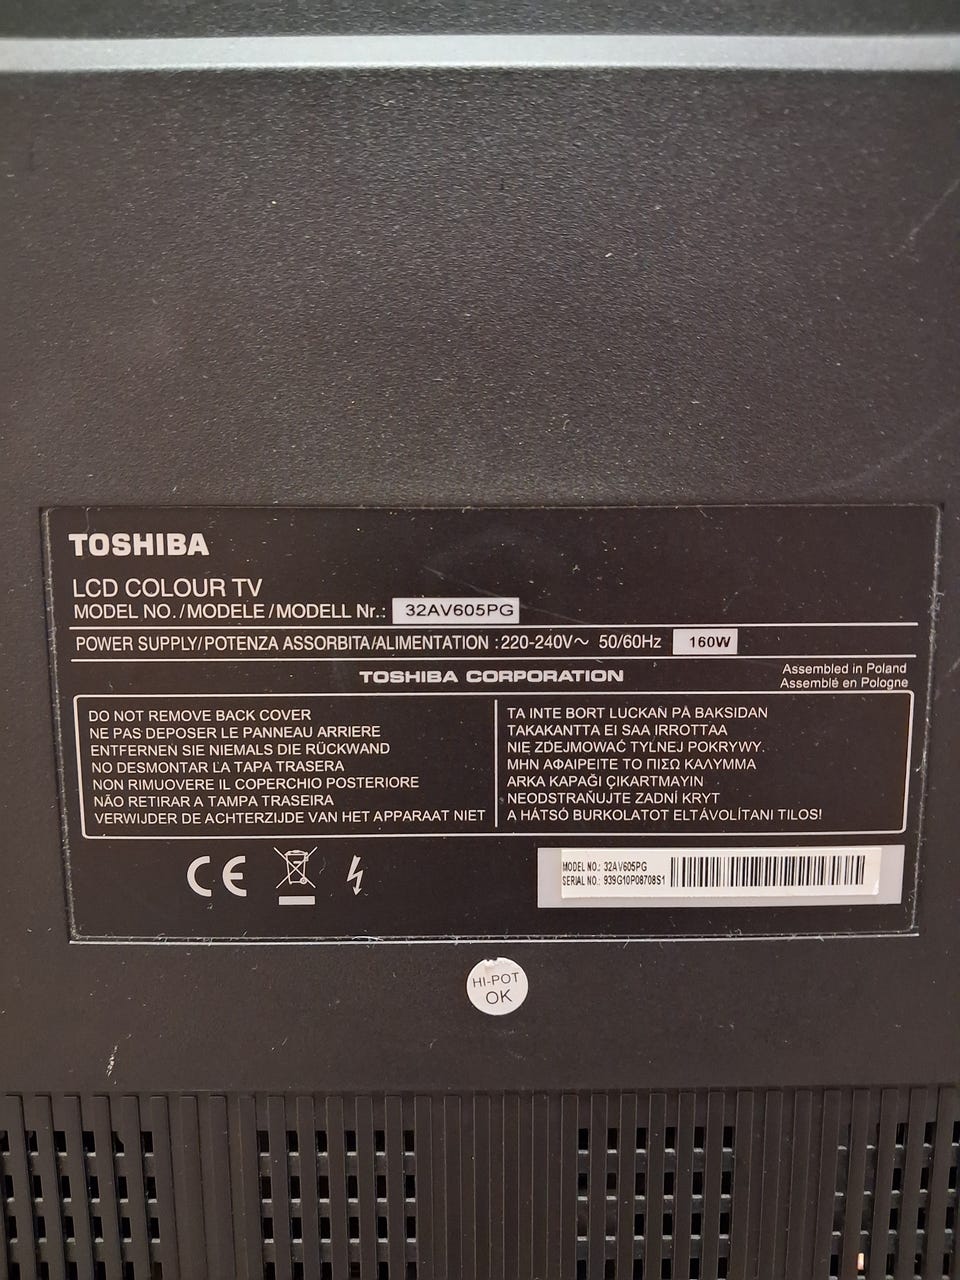 TOSHIBA
LCD COLOUR TV
MODEL NO./MODELE/MODELL Nr.: 32AV605PG
POWER SUPPLY/POTENZA ASSORBITA/ALIMENTATION :220-240V～ 50/60Hz 160W
TOSHIBA CORPORATION
Assembled in Poland
Assemblé en Pologne
DO NOT REMOVE BACK COVER
NE PAS DEPOSER LE PANNEAU ARRIERE
ENTFERNEN SIE NIEMALS DIE RÜCKWAND
NO DESMONTAR LA TAPA TRASERA
NON RIMUOVERE IL COPERCHIO POSTERIORE
NÃO RETIRAR A TAMPA TRASEIRA
VERWIJDER DE ACHTERZIJDE VAN HET APPARAAT NIET
TA INTE BORT LUCKAN PÅ BAKSIDAN
TAKAKANTTA EI SAA IRROTTAA
NIE ZDEJMOWAĆ TYLNEJ POKRYWY.
ΜΗΝ ΑΦΑΙΡΕΙΤΕ ΤΟ ΠΙΣΩ ΚΑΛΥΜΜΑ
ARKA KAPAĞI ÇIKARTMAYIN
NEODSTRAŇUJTE ZADNÍ KRYT
A HÁTSÓ BURKOLATOT ELTÁVOLÍTANI TILOS!
CE
MODEL NO.: 32AV605PG
SERIAL NO.: 939G10P08708S1
HI-POT
OK